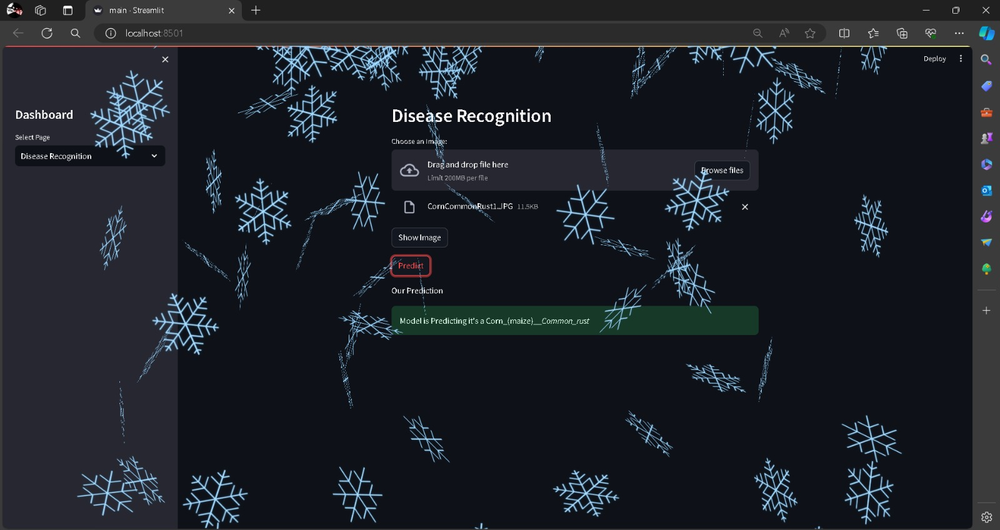 main · Streamlit
localhost:8501
Deploy
Dashboard
Select Page
Disease Recognition
Disease Recognition
Choose an Image:
Drag and drop file here
Limit 200MB per file
Browse files
CornCommonRust1.JPG 11.5KB
Show Image
Predict
Our Prediction
Model is Predicting it's a Corn_(maize)__Common_rust